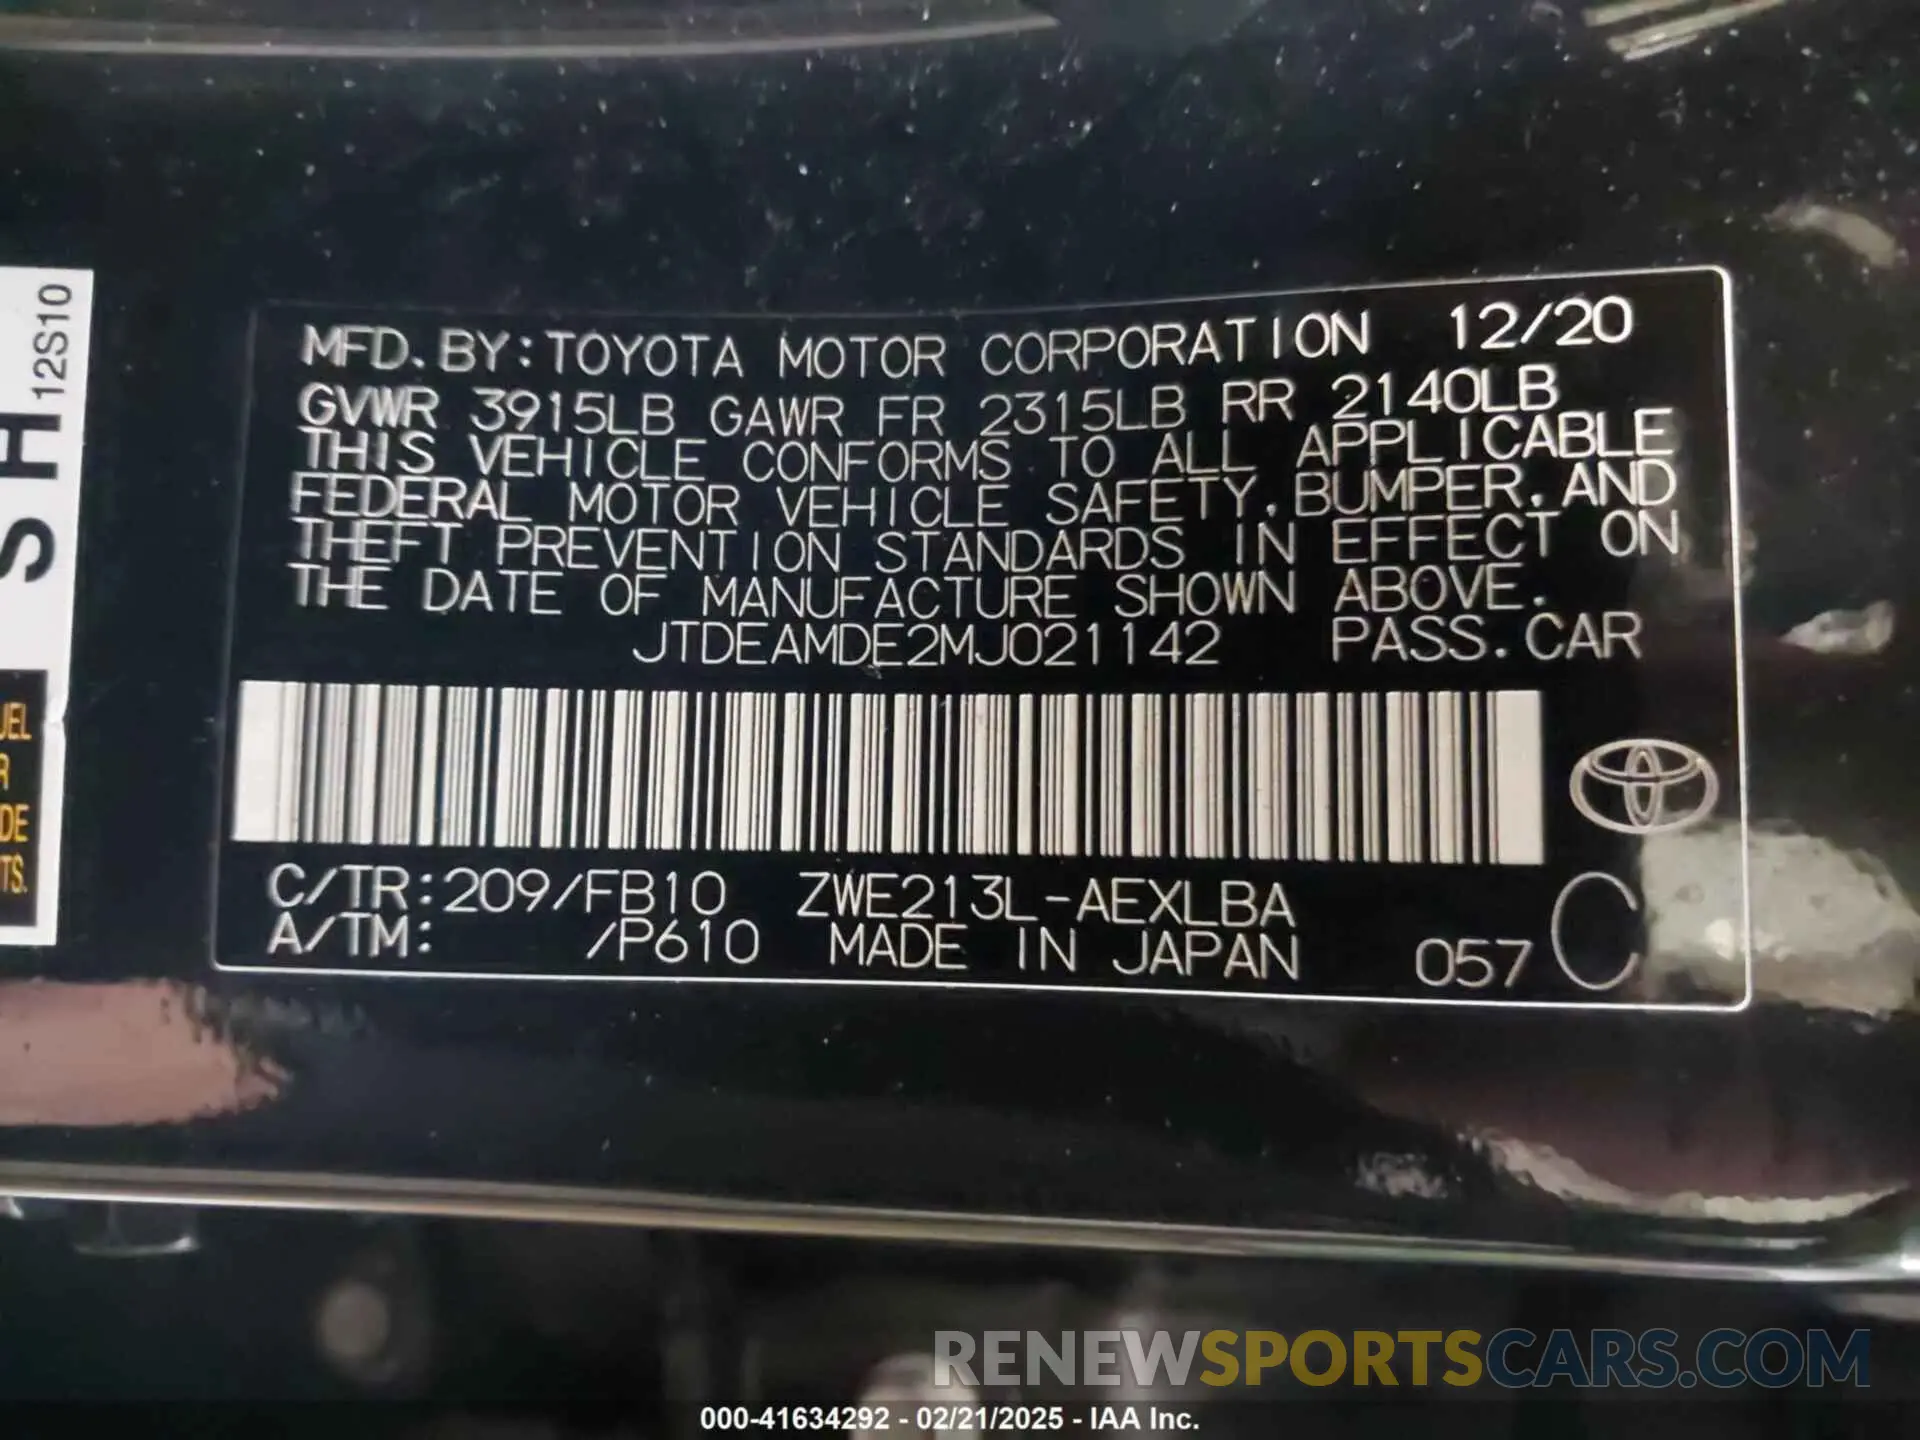 MFD. BY: TOYOTA MOTOR CORPORATION 12/20
GVWR 3915LB GAWR FR 2315LB RR 2140LB
THIS VEHICLE CONFORMS TO ALL APPLICABLE
FEDERAL MOTOR VEHICLE SAFETY, BUMPER, AND
THEFT PREVENTION STANDARDS IN EFFECT ON
THE DATE OF MANUFACTURE SHOWN ABOVE.
JTDEAMDE2MJ021142 PASS. CAR
C/TR: 209/FB10 ZWE213L-AEXLBA
A/TM: /P610 MADE IN JAPAN 057 C
SH 12S10
UEL
R
DE
TS.
RENEWSPORTSCARS.COM
000-41634292 - 02/21/2025 - IAA Inc.